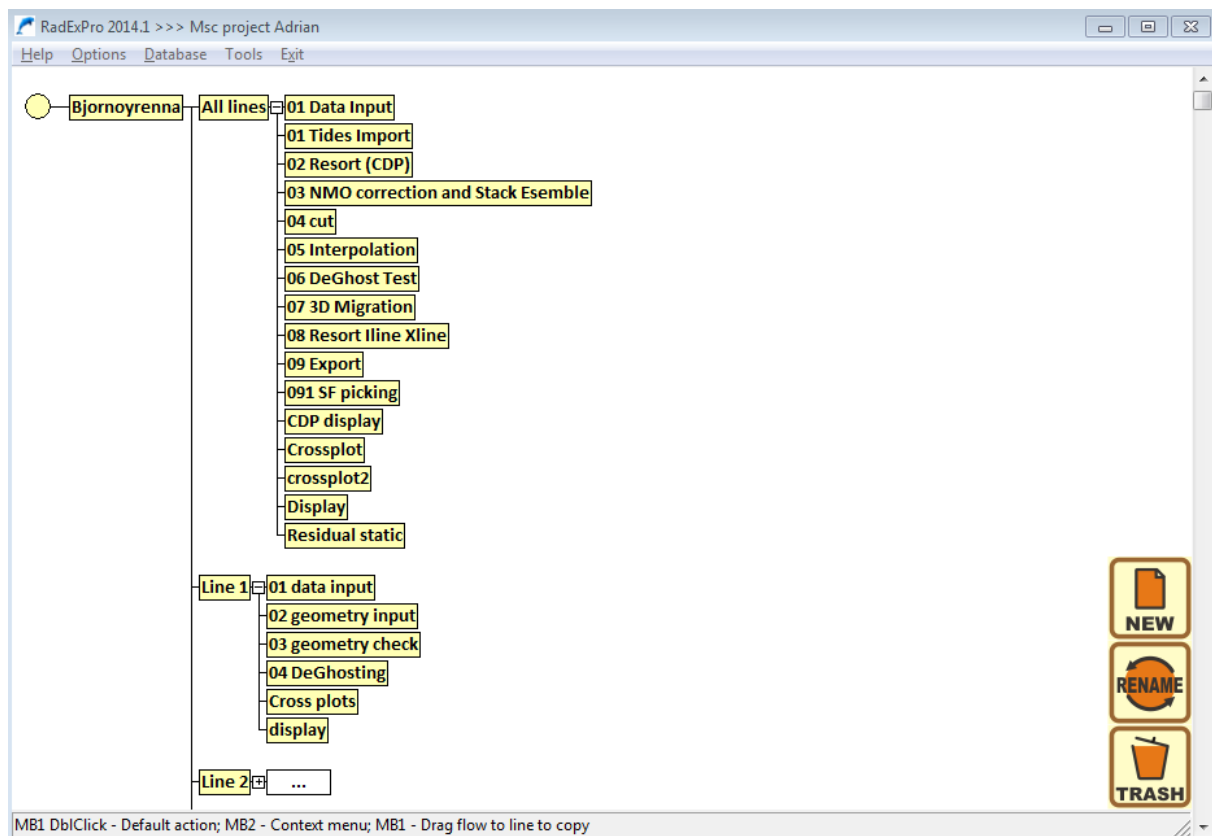 RadExPro 2014.1 >>> Msc project Adrian
Help Options Database Tools Exit
Bjornoyrenna All lines 01 Data Input
01 Tides Import
02 Resort (CDP)
03 NMO correction and Stack Esemble
04 cut
05 Interpolation
06 DeGhost Test
07 3D Migration
08 Resort Iline Xline
09 Export
091 SF picking
CDP display
Crossplot
crossplot2
Display
Residual static
Line 1 01 data input
02 geometry input
03 geometry check
04 DeGhosting
Cross plots
display
Line 2 ...
NEW
RENAME
TRASH
MB1 DblClick - Default action; MB2 - Context menu; MB1 - Drag flow to line to copy